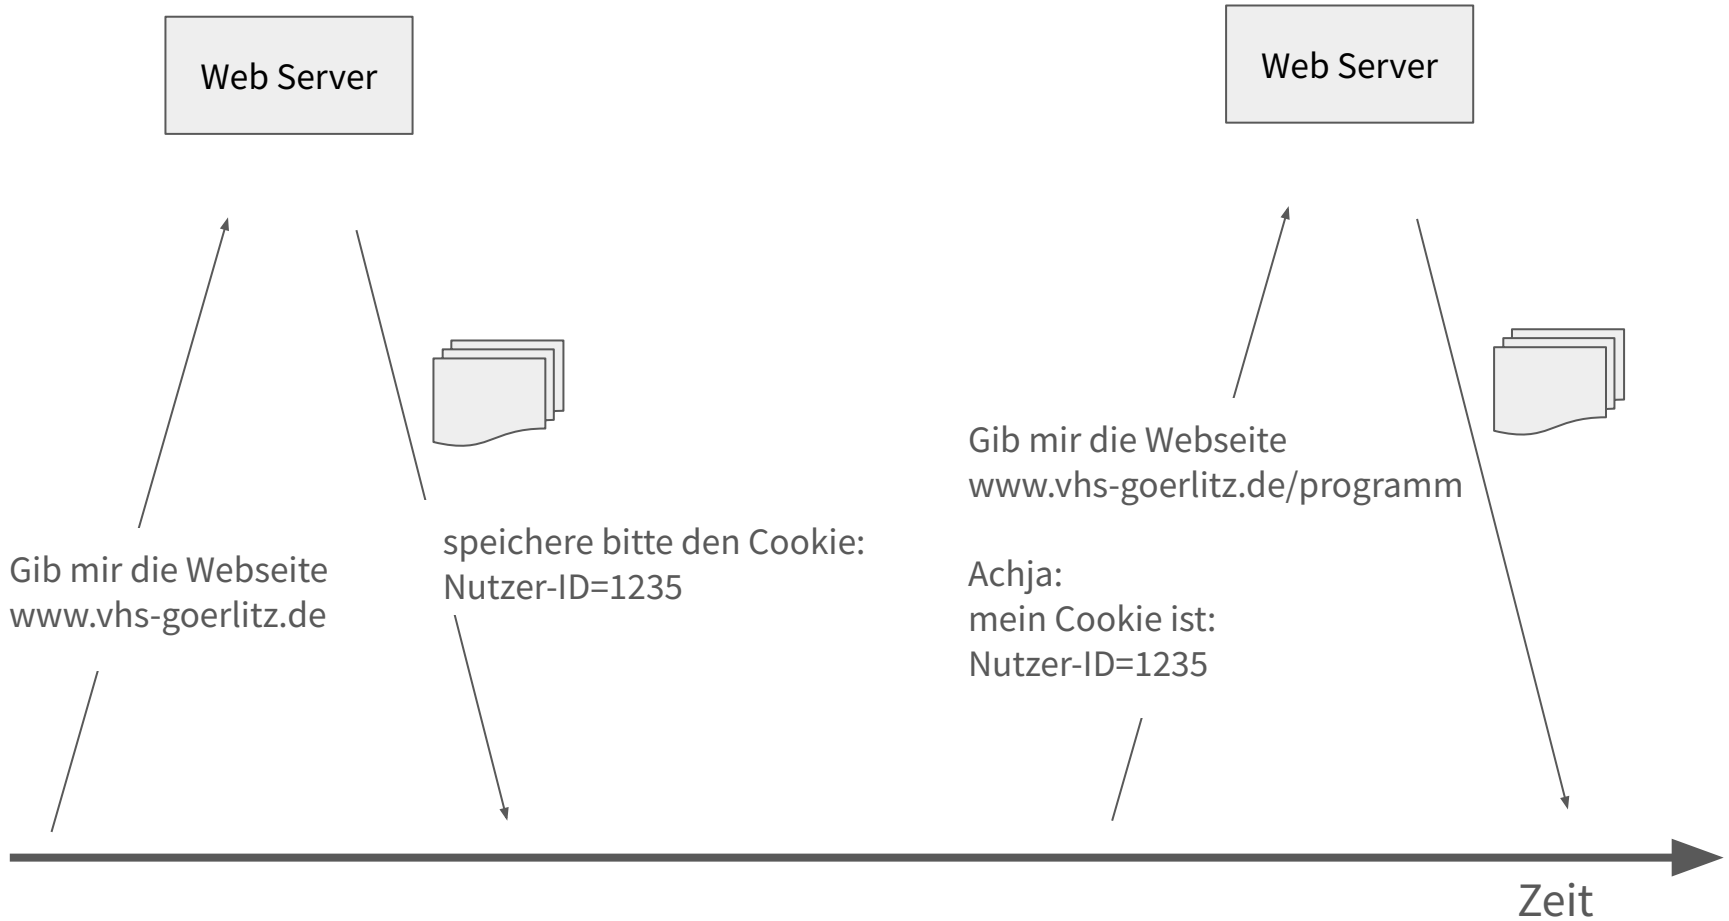 Web Server
Web Server
Gib mir die Webseite
www.vhs-goerlitz.de
speichere bitte den Cookie:
Nutzer-ID=1235
Gib mir die Webseite
www.vhs-goerlitz.de/programm
Achja:
mein Cookie ist:
Nutzer-ID=1235
Zeit